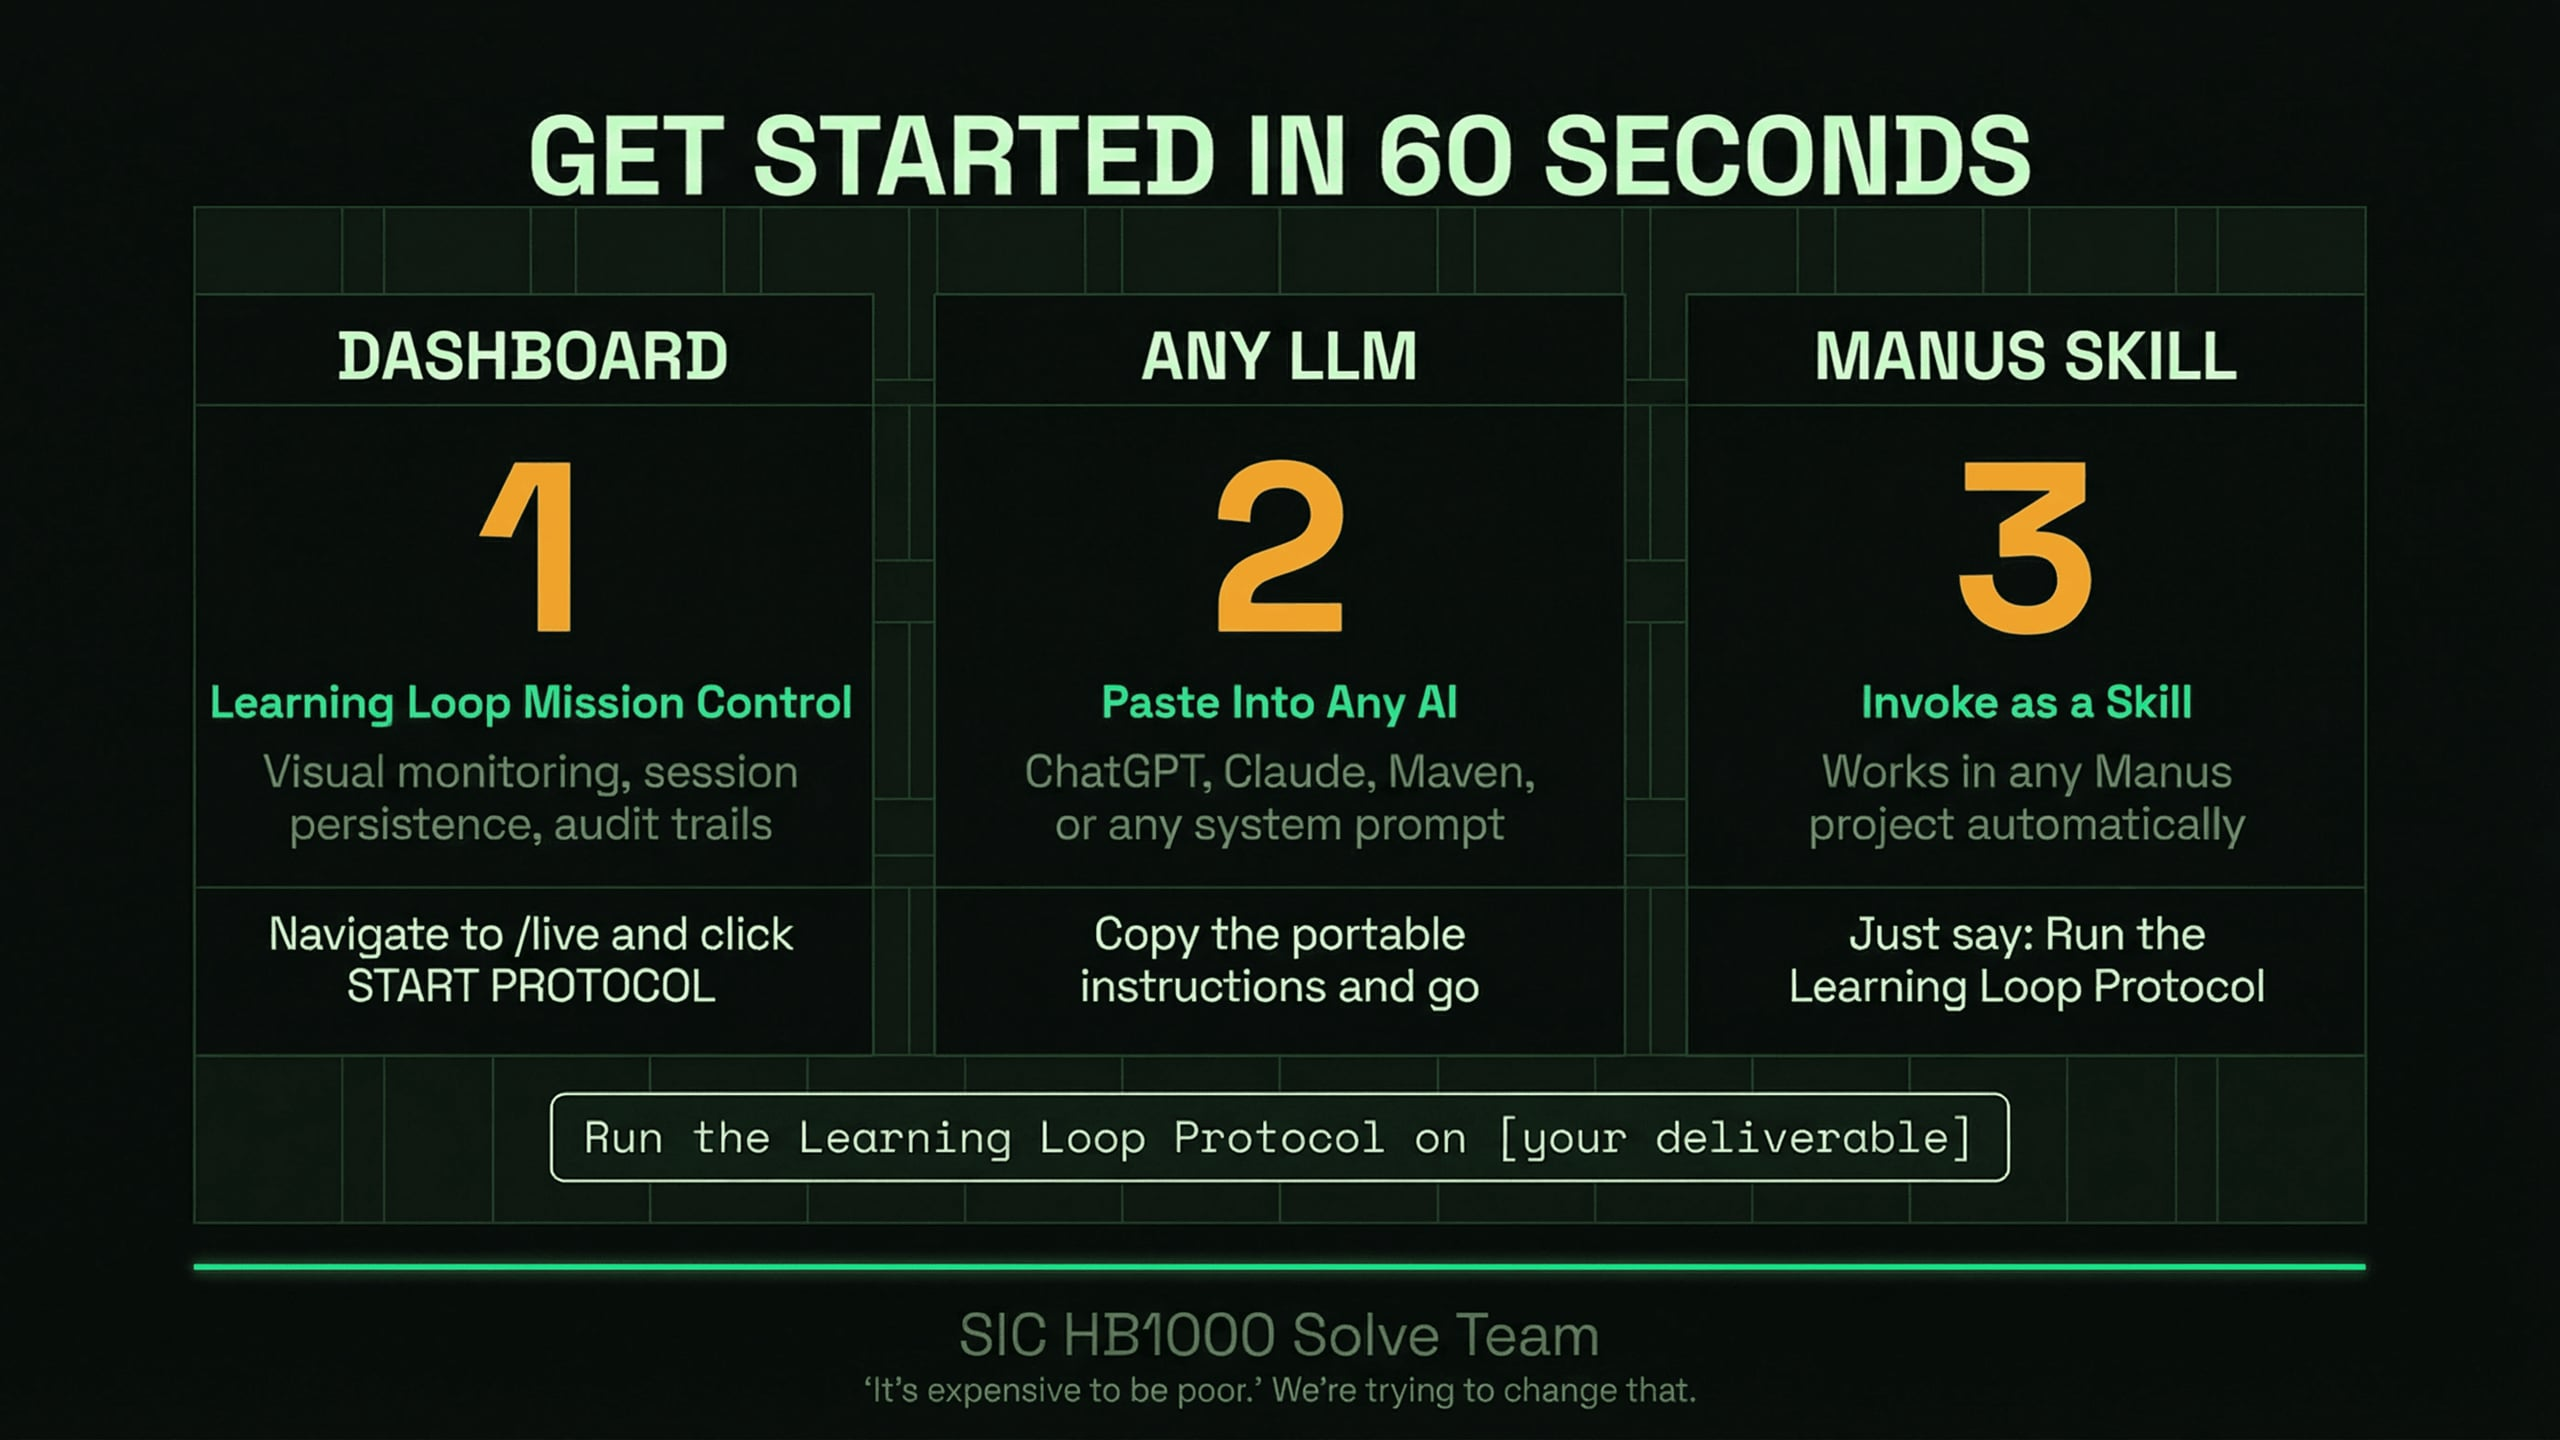 GET STARTED IN 60 SECONDS
DASHBOARD
1
Learning Loop Mission Control
Visual monitoring, session
persistence, audit trails
Navigate to /live and click
START PROTOCOL
ANY LLM
2
Paste Into Any AI
ChatGPT, Claude, Maven,
or any system prompt
Copy the portable
instructions and go
MANUS SKILL
3
Invoke as a Skill
Works in any Manus
project automatically
Just say: Run the
Learning Loop Protocol
Run the Learning Loop Protocol on [your deliverable]
SIC HB1000 Solve Team
‘It’s expensive to be poor.’ We’re trying to change that.